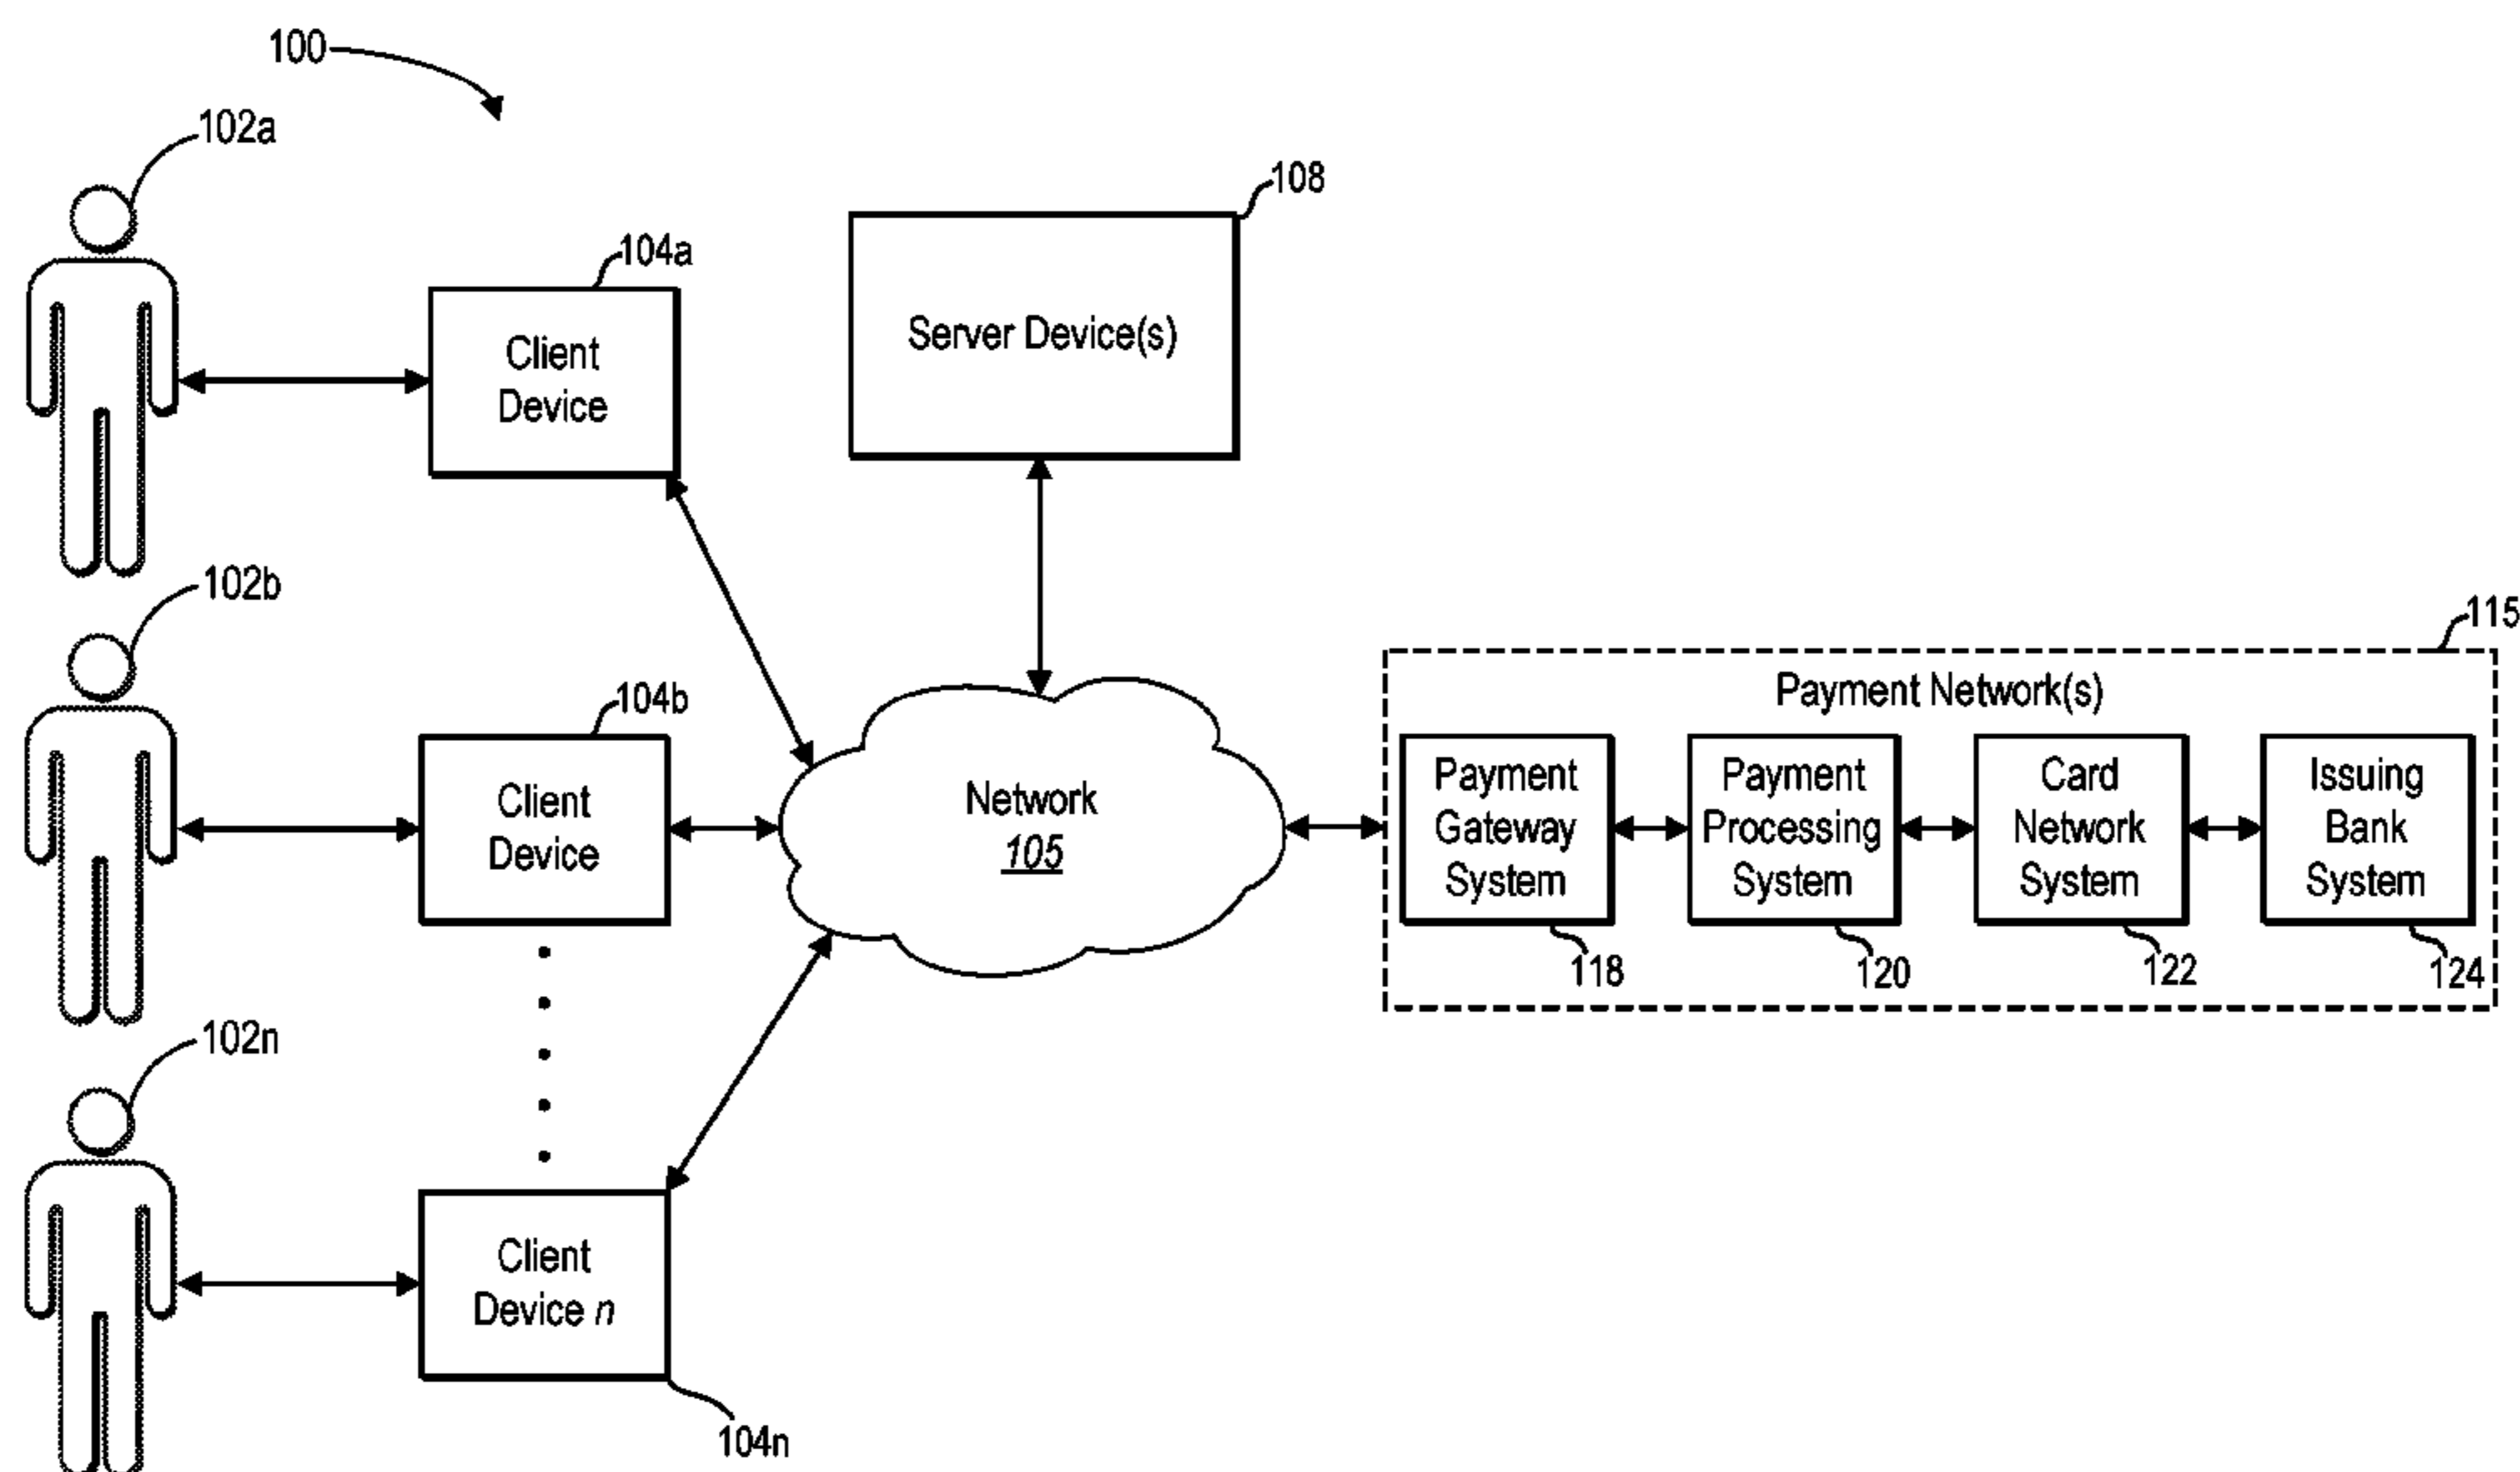 100
102a
108
104a
Client
Device
Server Device(s)
102b
115
104b
Payment Network(s)
Client
Device
Network
105
Payment
Gateway
System
Payment
Processing
System
Card
Network
System
Issuing
Bank
System
118
120
122
124
102n
Client
Device n
104n